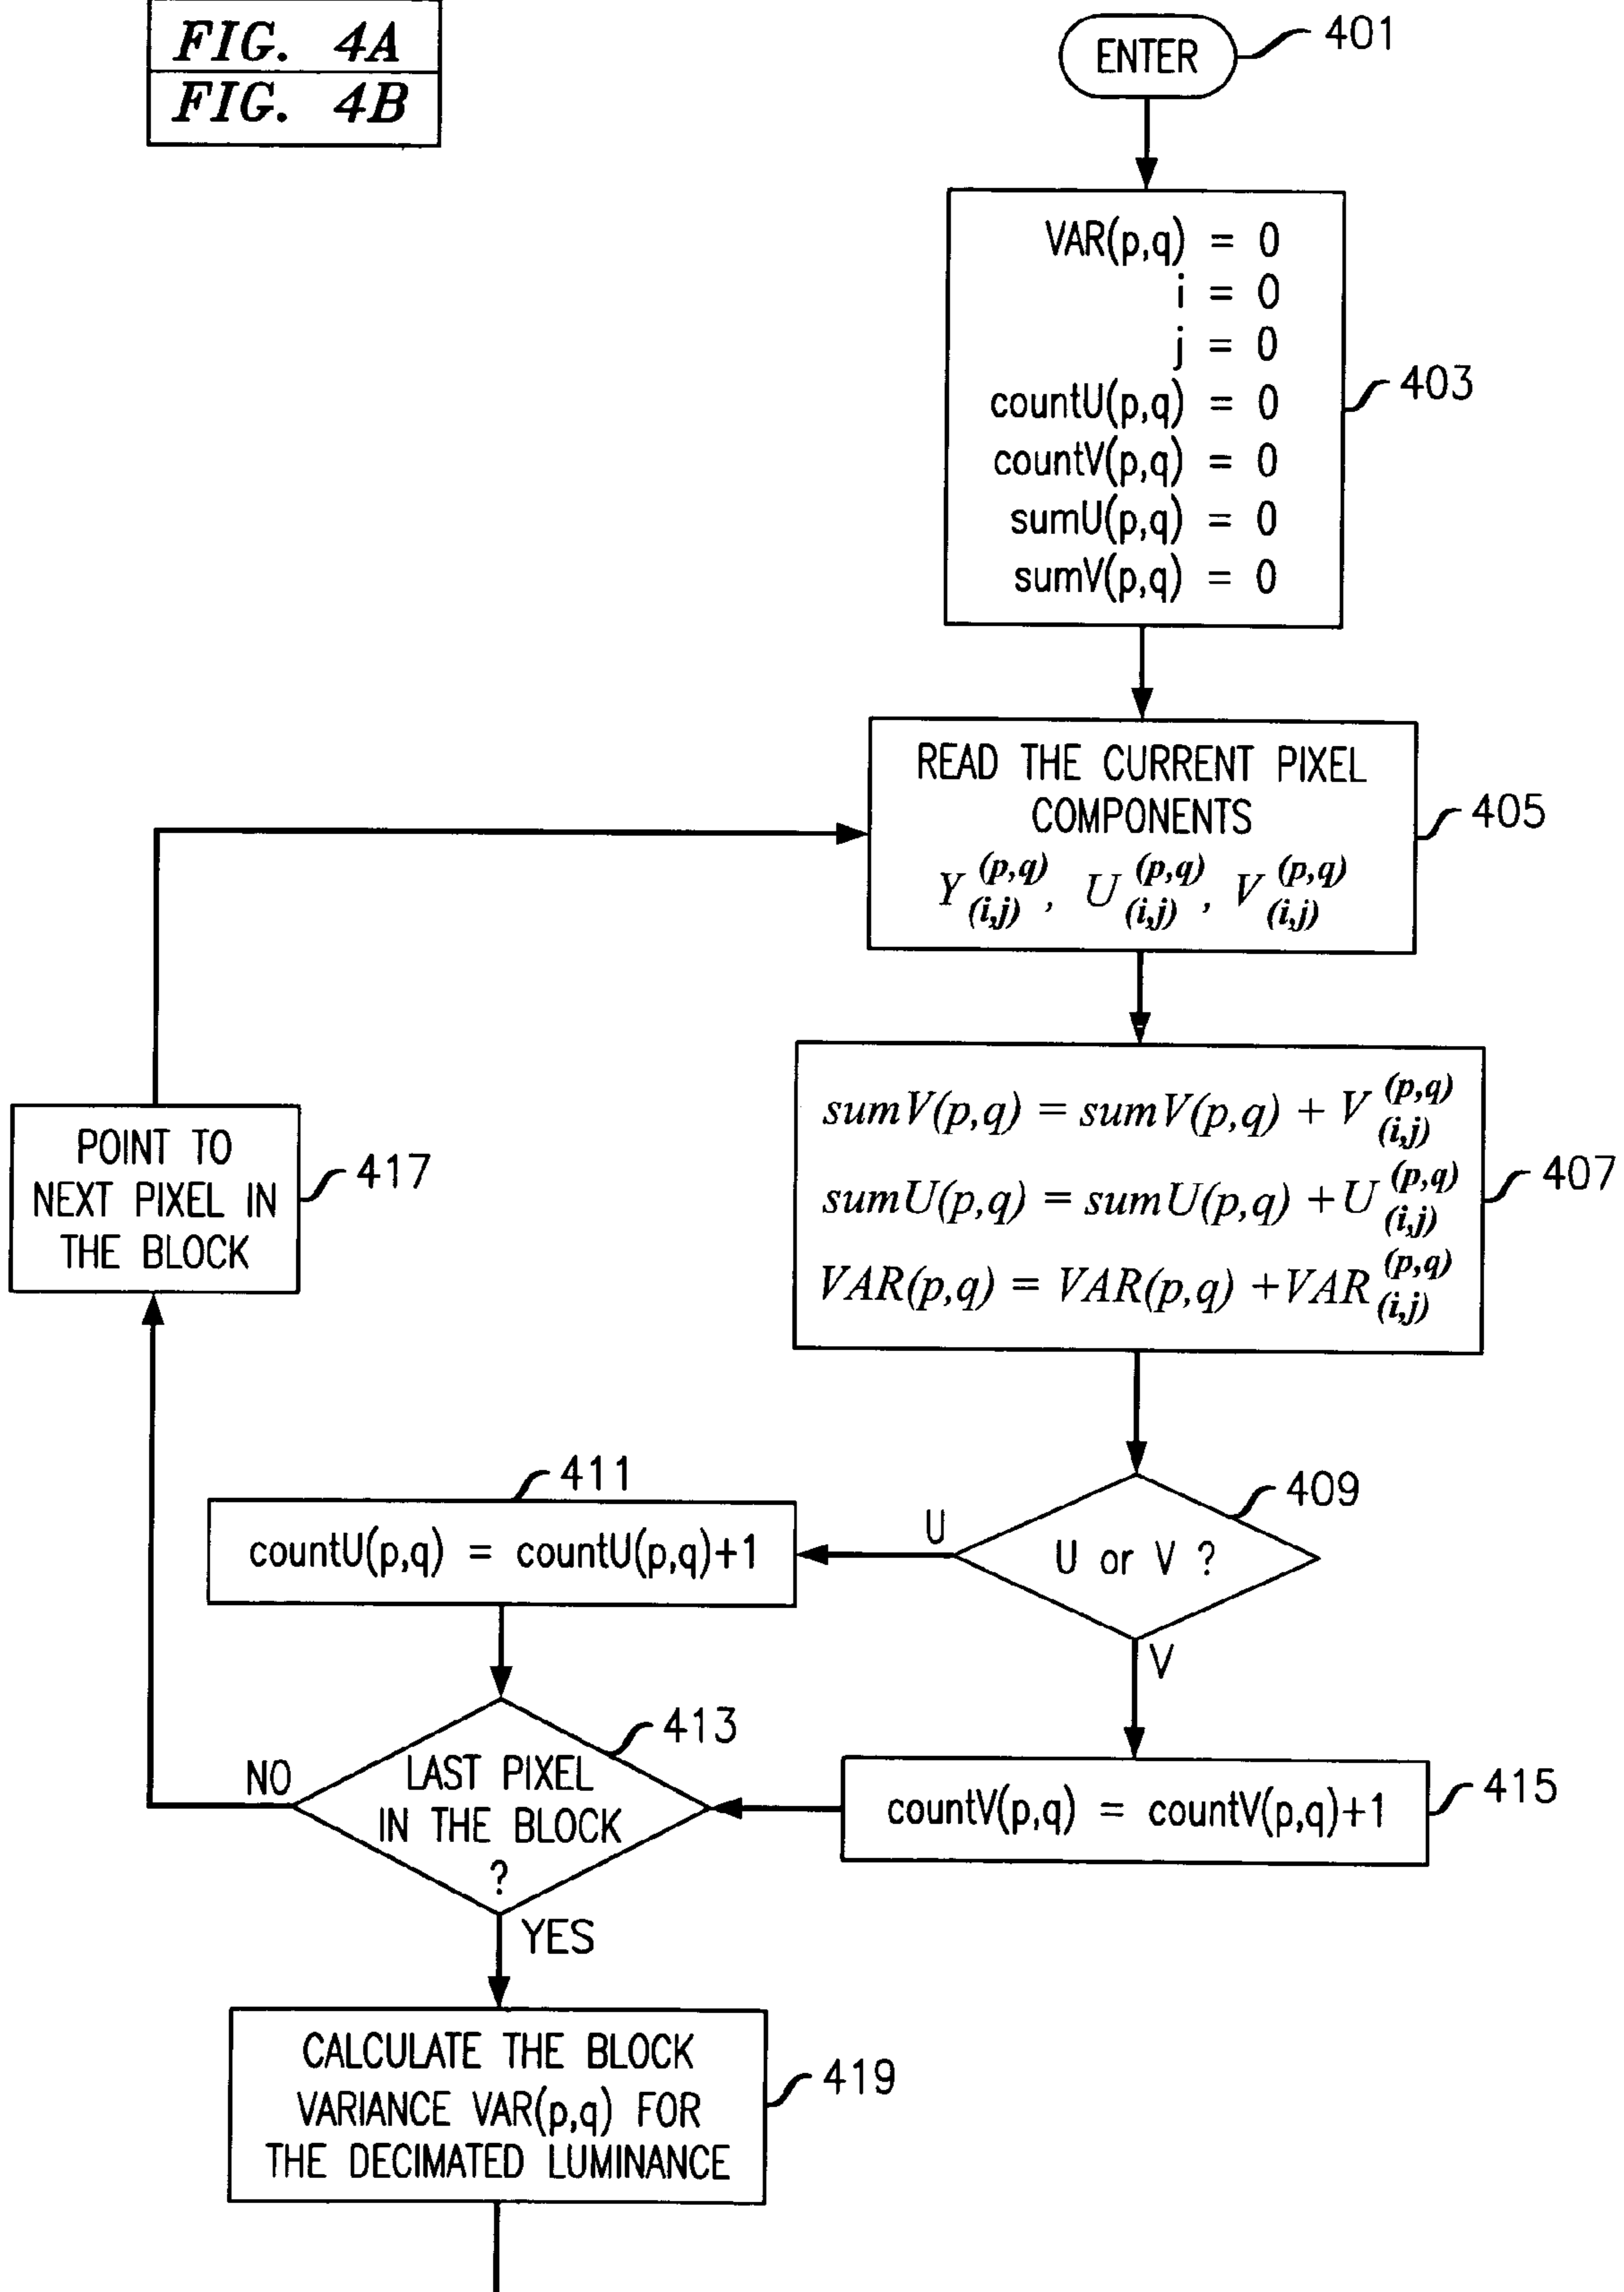 FIG. 4A
FIG. 4B
ENTER
401
VAR(p,q) = 0
i = 0
j = 0
countU(p,q) = 0
countV(p,q) = 0
sumU(p,q) = 0
sumV(p,q) = 0
403
READ THE CURRENT PIXEL
COMPONENTS
Y (p,q) (i,j) , U (p,q) (i,j) , V (p,q) (i,j)
405
sumV(p,q) = sumV(p,q) + V (p,q) (i,j)
sumU(p,q) = sumU(p,q) + U (p,q) (i,j)
VAR(p,q) = VAR(p,q) + VAR (p,q) (i,j)
407
POINT TO
NEXT PIXEL IN
THE BLOCK
417
U or V ?
409
U
V
411
countU(p,q) = countU(p,q)+1
LAST PIXEL
IN THE BLOCK
?
413
NO
YES
countV(p,q) = countV(p,q)+1
415
CALCULATE THE BLOCK
VARIANCE VAR(p,q) FOR
THE DECIMATED LUMINANCE
419